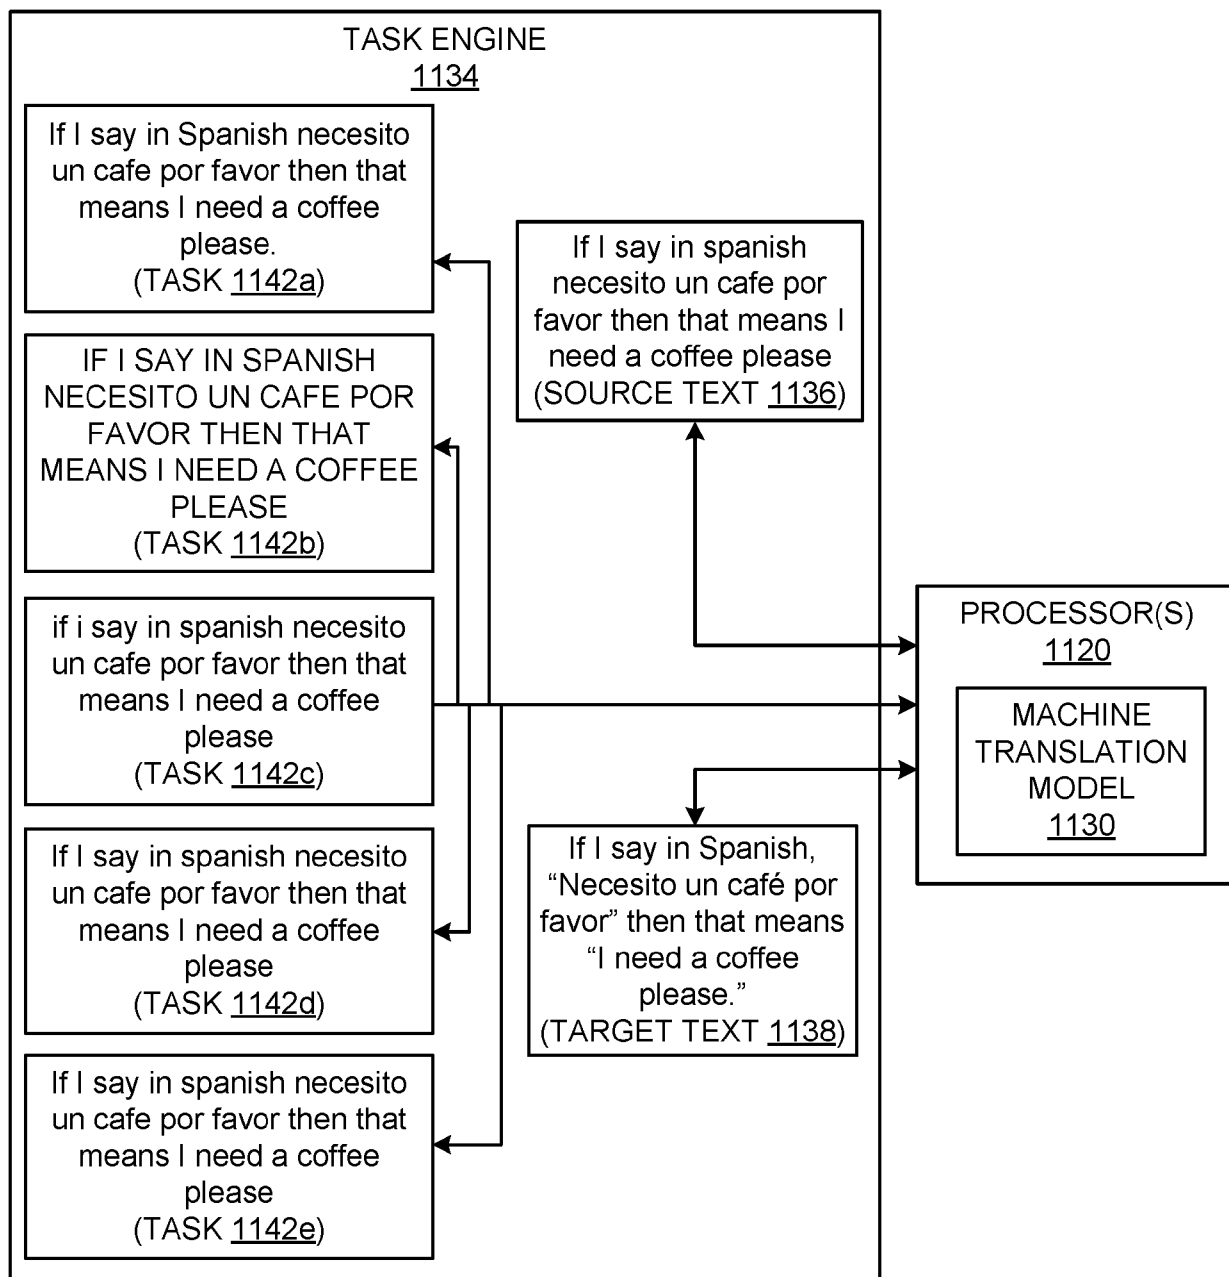 TASK ENGINE
1134
If I say in Spanish necesito
un cafe por favor then that
means I need a coffee
please.
(TASK 1142a)
IF I SAY IN SPANISH
NECESITO UN CAFE POR
FAVOR THEN THAT
MEANS I NEED A COFFEE
PLEASE
(TASK 1142b)
if i say in spanish necesito
un cafe por favor then that
means I need a coffee
please
(TASK 1142c)
If I say in spanish necesito
un cafe por favor then that
means I need a coffee
please
(TASK 1142d)
If I say in spanish necesito
un cafe por favor then that
means I need a coffee
please
(TASK 1142e)
If I say in spanish
necesito un cafe por
favor then that means I
need a coffee please
(SOURCE TEXT 1136)
If I say in Spanish,
“Necesito un café por
favor” then that means
“I need a coffee
please.”
(TARGET TEXT 1138)
PROCESSOR(S)
1120
MACHINE
TRANSLATION
MODEL
1130